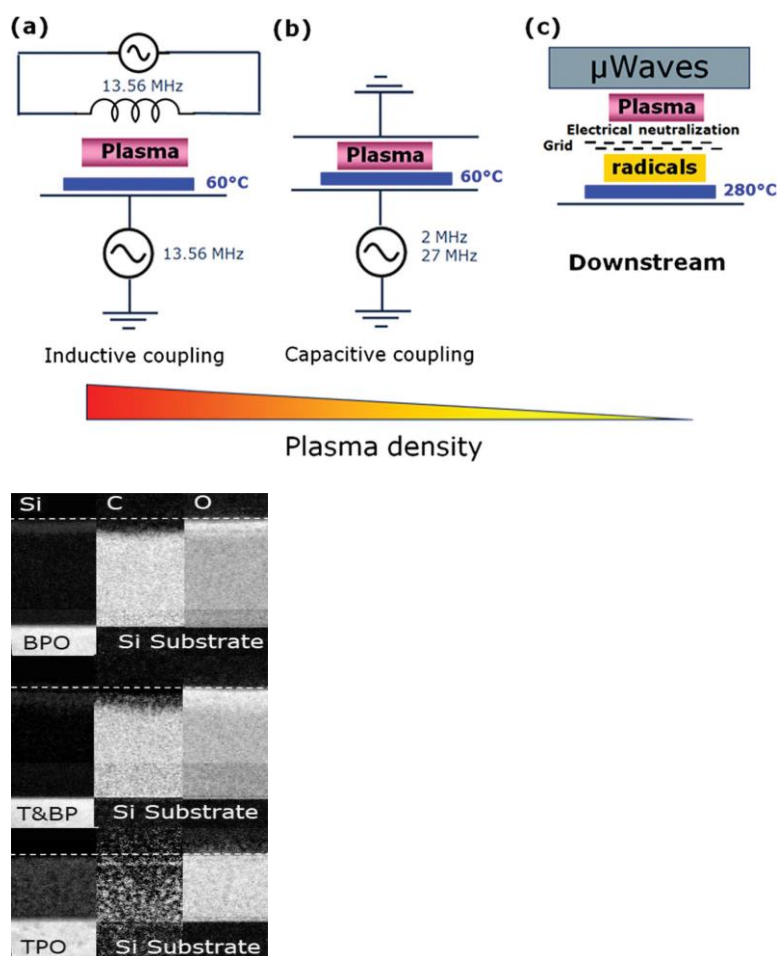 (a)
13.56 MHz
Plasma
60°C
13.56 MHz
Inductive coupling
(b)
Plasma
60°C
2 MHz
27 MHz
Capacitive coupling
(c)
µWaves
Plasma
Electrical neutralization
Grid
radicals
280°C
Downstream
Plasma density
Si C O
BPO Si Substrate
T&BP Si Substrate
TPO Si Substrate